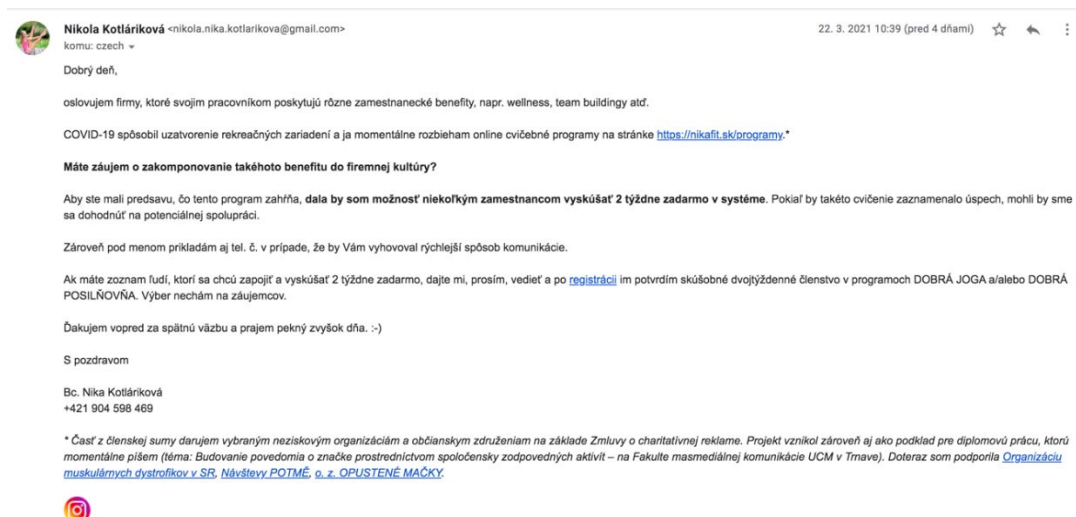 Nikola Kotláriková <nikola.nika.kotlarikova@gmail.com>
22. 3. 2021 10:39 (pred 4 dňami)
komu: czech
Dobrý deň,
oslovujem firmy, ktoré svojim pracovníkom poskytujú rôzne zamestnanecké benefity, napr. wellness, team buildingy atď.
COVID-19 spôsobil uzatvorenie rekreačných zariadení a ja momentálne rozbieham online cvičebné programy na stránke https://nikafit.sk/programy.*
Máte záujem o zakomponovanie takéhoto benefitu do firemnej kultúry?
Aby ste mali predsavu, čo tento program zahŕňa, dala by som možnosť niekoľkým zamestnancom vyskúšať 2 týždne zadarmo v systéme. Pokiaľ by takéto cvičenie zaznamenalo úspech, mohli by sme
sa dohodnúť na potenciálnej spolupráci.
Zároveň pod menom prikladám aj tel. č. v prípade, že by Vám vyhovoval rýchlejší spôsob komunikácie.
Ak máte zoznam ľudí, ktorí sa chcú zapojiť a vyskúšať 2 týždne zadarmo, dajte mi, prosím, vedieť a po registrácii im potvrdím skúšobné dvojtýždenné členstvo v programoch DOBRÁ JOGA a/alebo DOBRÁ
POSILŇOVŇA. Výber nechám na záujemcov.
Ďakujem vopred za spätnú väzbu a prajem pekný zvyšok dňa. :-)
S pozdravom
Bc. Nika Kotláriková
+421 904 598 469
* Časť z členskej sumy darujem vybraným neziskovým organizáciám a občianskym združeniam na základe Zmluvy o charitatívnej reklame. Projekt vznikol zároveň aj ako podklad pre diplomovú prácu, ktorú
momentálne píšem (téma: Budovanie povedomia o značke prostredníctvom spoločensky zodpovedných aktivít – na Fakulte masmediálnej komunikácie UCM v Trnave). Doteraz som podporila Organizáciu
muskulárnych dystrofikov v SR, Návštevy POTMĚ, o. z. OPUSTENÉ MAČKY.